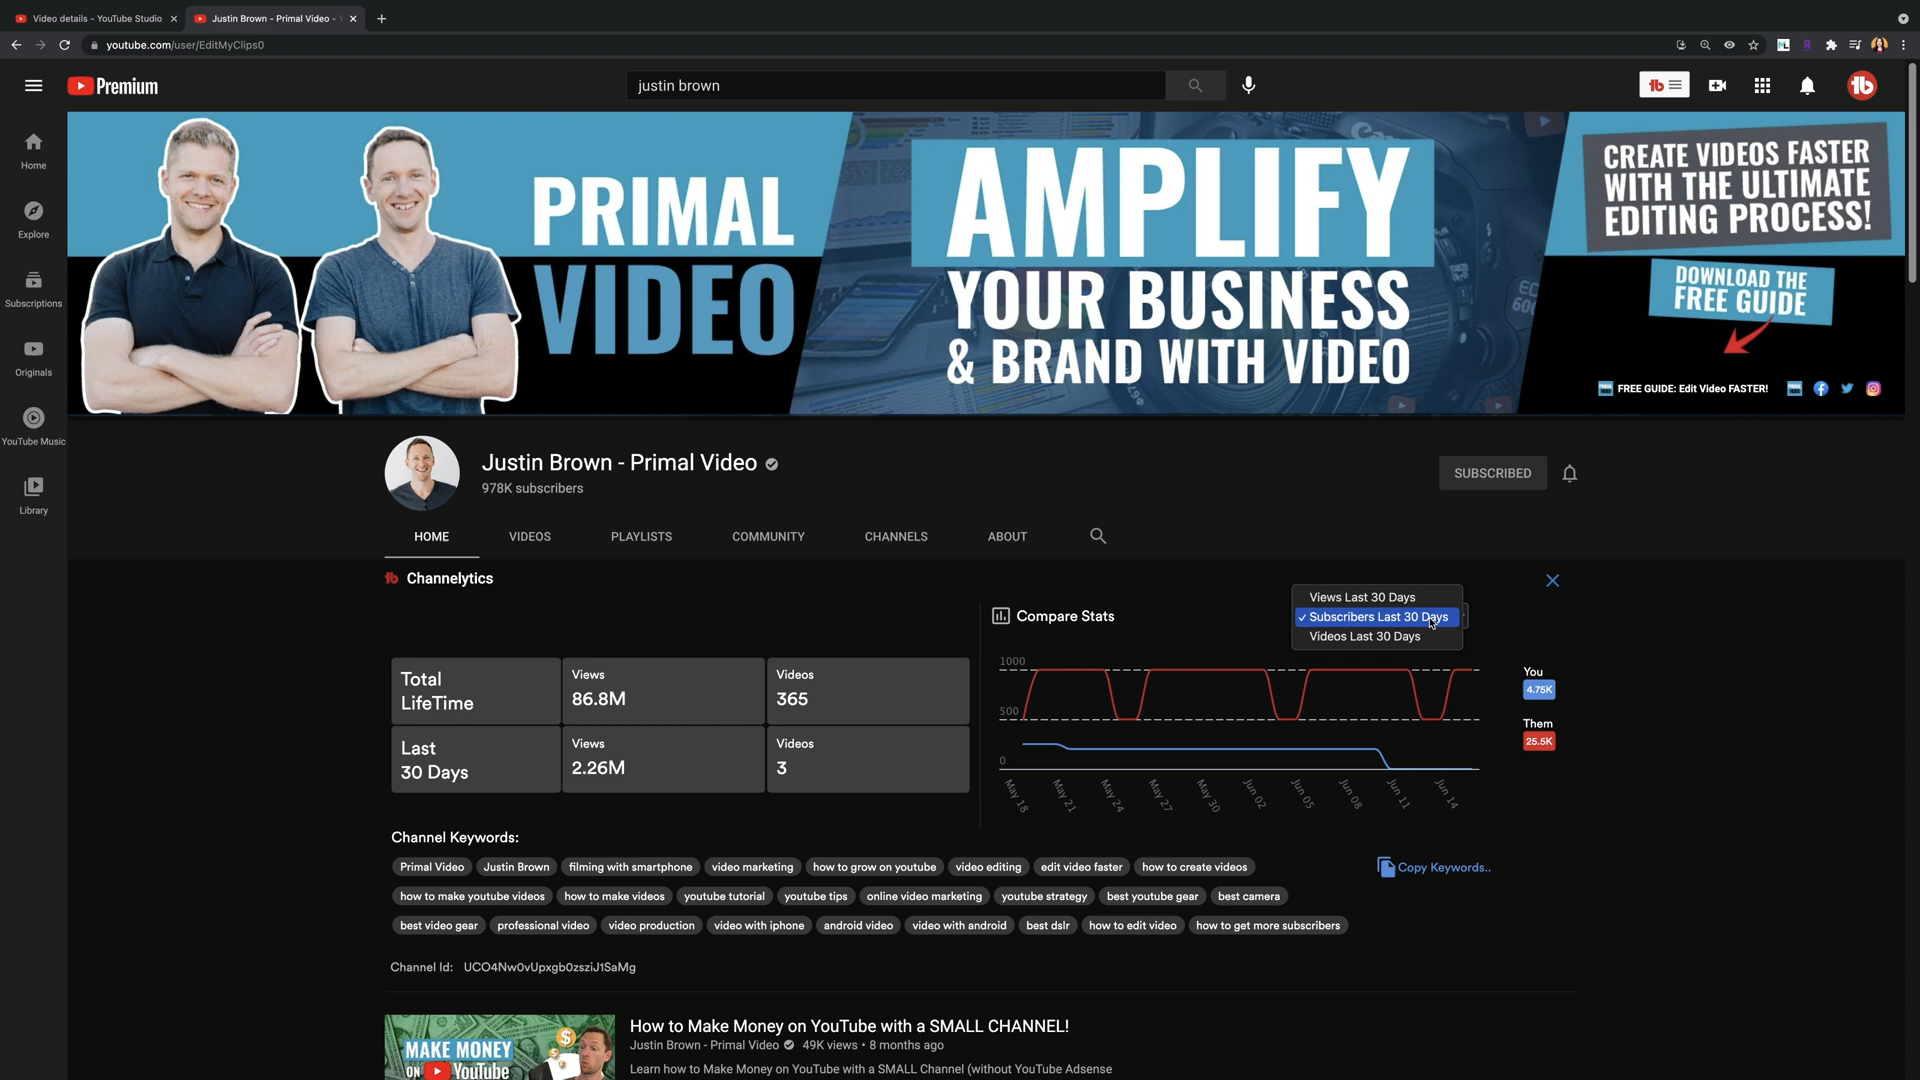 Video details - YouTube Studio
Justin Brown - Primal Video -
youtube.com/user/EditMyClips0
Premium
justin brown
Home
Explore
Subscriptions
Originals
YouTube Music
Library
PRIMAL
VIDEO
AMPLIFY
YOUR BUSINESS
& BRAND WITH VIDEO
CREATE VIDEOS FASTER
WITH THE ULTIMATE
EDITING PROCESS!
DOWNLOAD THE
FREE GUIDE
FREE GUIDE: Edit Video FASTER!
Justin Brown - Primal Video
978K subscribers
SUBSCRIBED
HOME VIDEOS PLAYLISTS COMMUNITY CHANNELS ABOUT
Channelytics
Total
LifeTime
Views
86.8M
Videos
365
Last
30 Days
Views
2.26M
Videos
3
Compare Stats
Views Last 30 Days
Subscribers Last 30 Days
Videos Last 30 Days
1000
500
0
May 18 May 21 May 24 May 27 May 30 Jun 02 Jun 05 Jun 08 Jun 11 Jun 14
You
4.75K
Them
25.5K
Channel Keywords:
Primal Video Justin Brown filming with smartphone video marketing how to grow on youtube video editing edit video faster how to create videos
Copy Keywords..
how to make youtube videos how to make videos youtube tutorial youtube tips online video marketing youtube strategy best youtube gear best camera
best video gear professional video video production video with iphone android video video with android best dslr how to edit video how to get more subscribers
Channel Id: UCO4Nw0vUpxgb0zsziJ1SaMg
MAKE MONEY
ON YouTube
How to Make Money on YouTube with a SMALL CHANNEL!
Justin Brown - Primal Video 49K views • 8 months ago
Learn how to Make Money on YouTube with a SMALL Channel (without YouTube Adsense